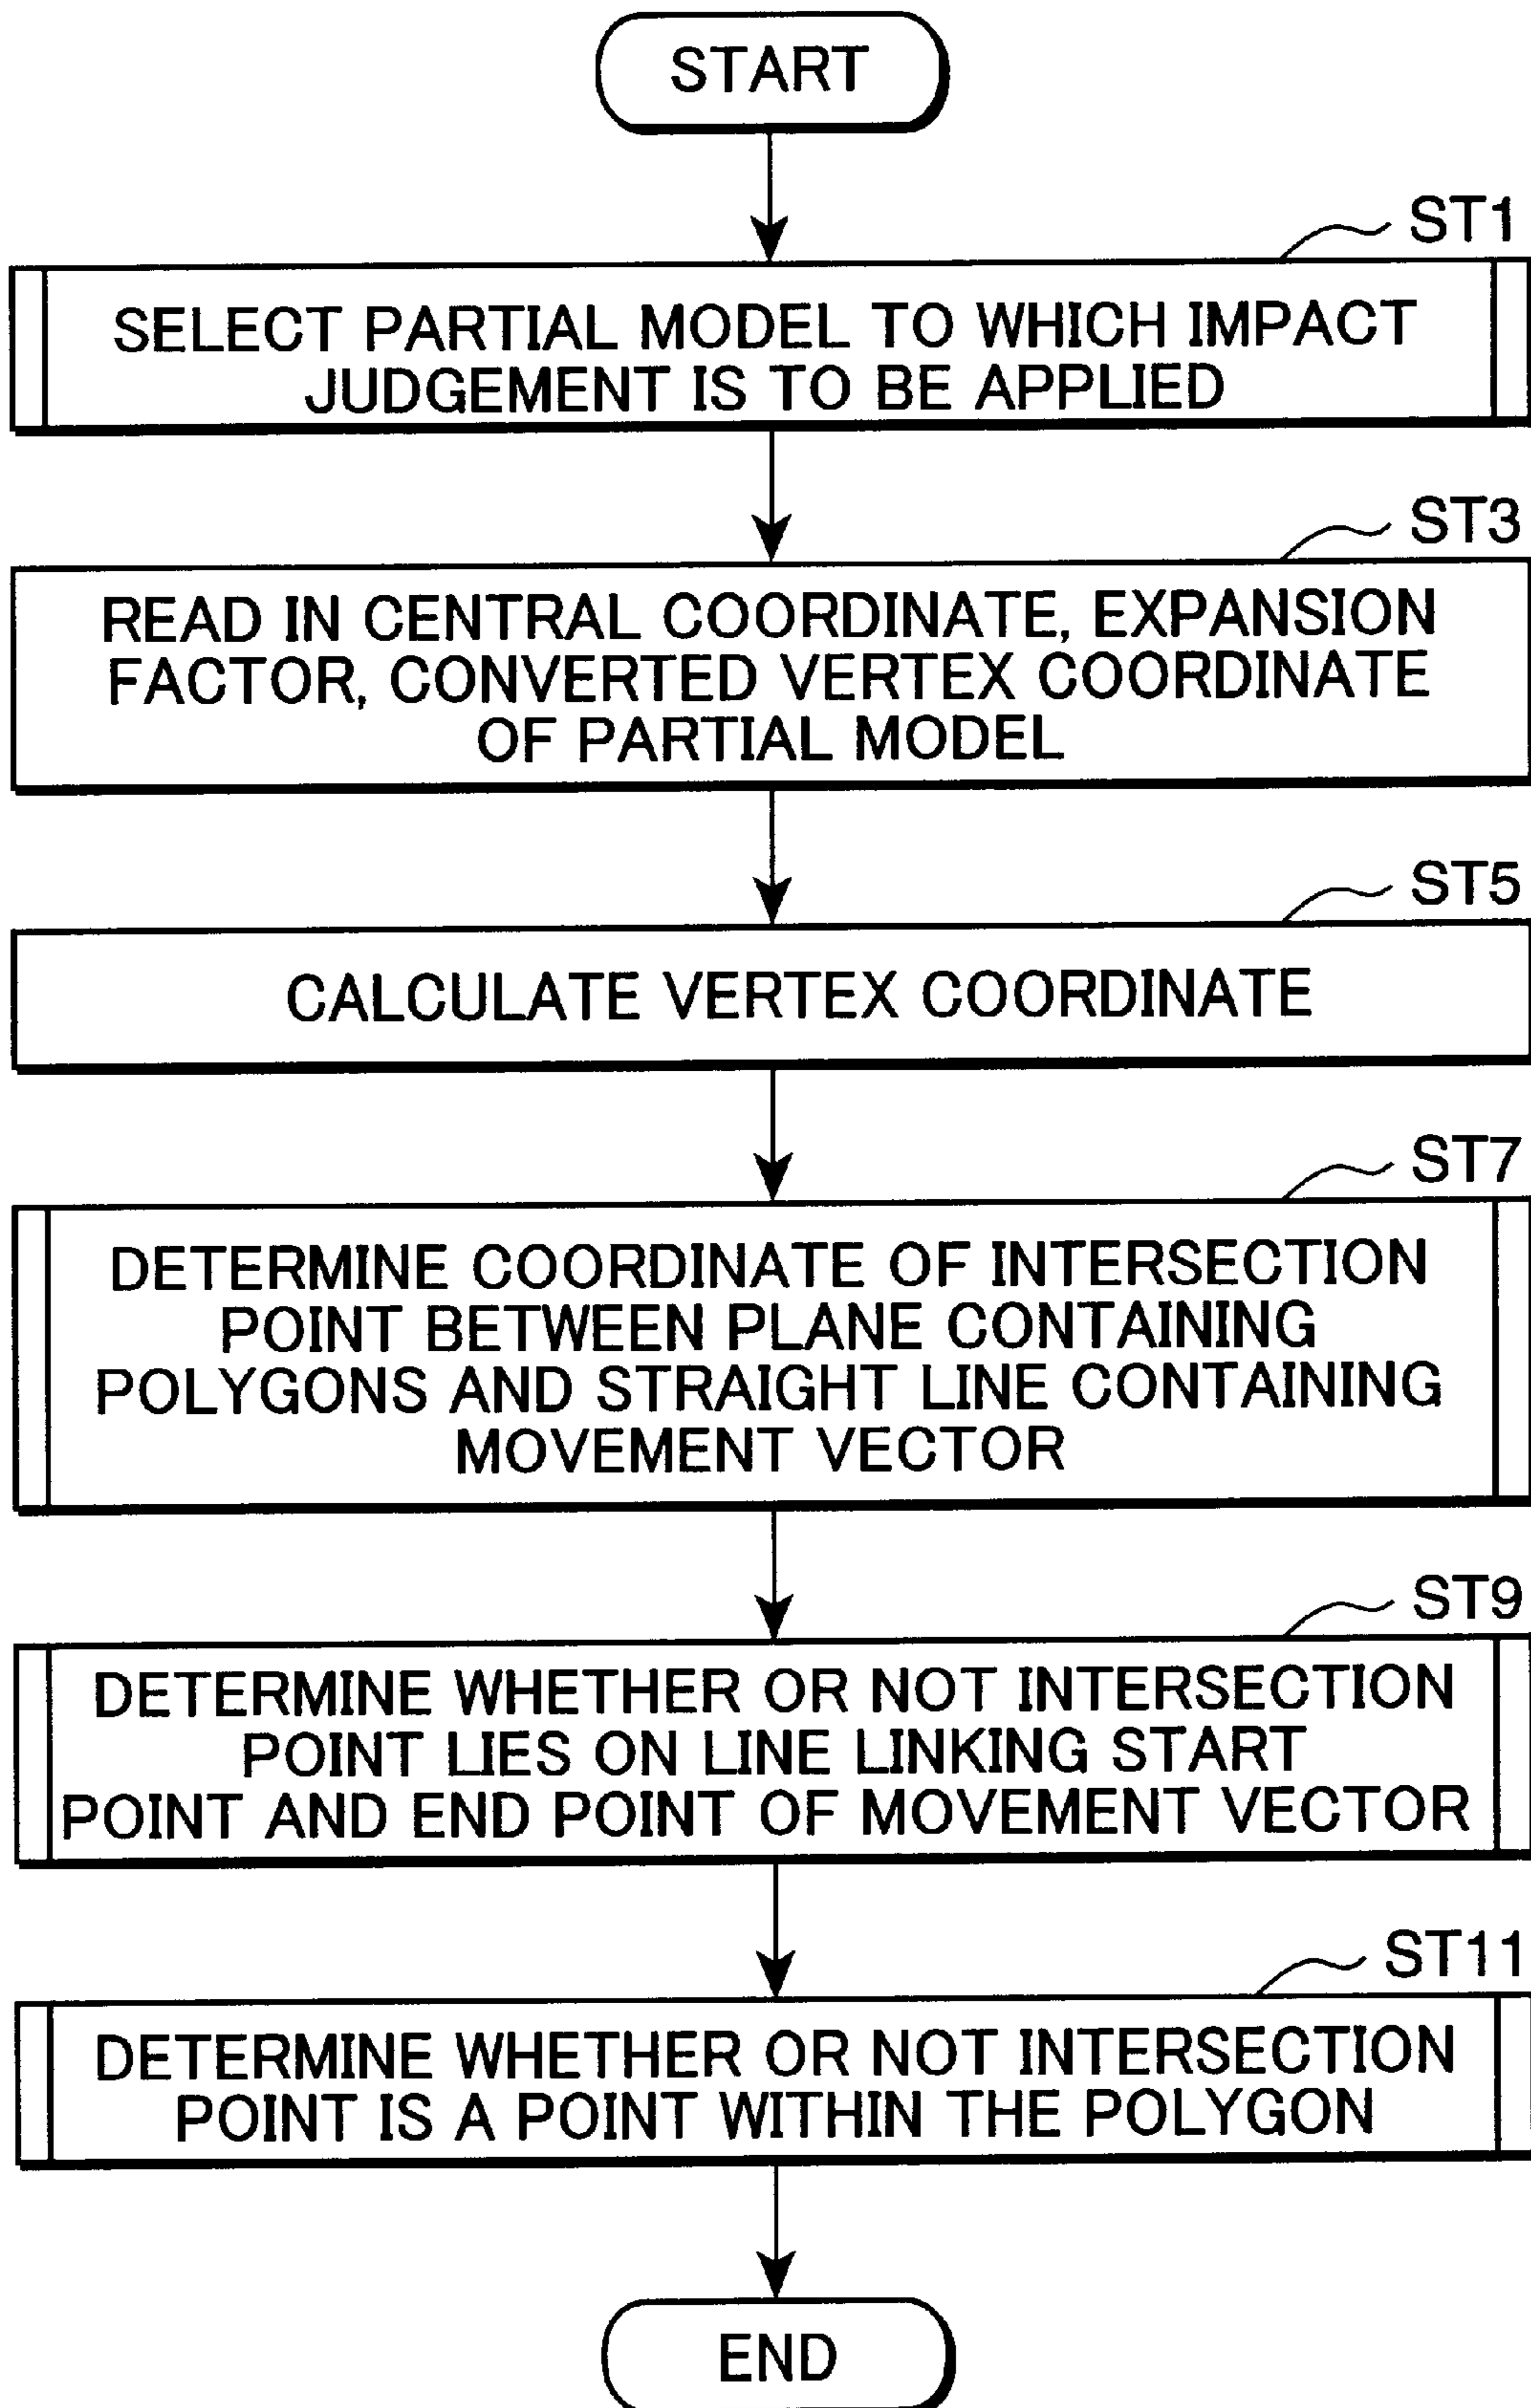 START
ST1
SELECT PARTIAL MODEL TO WHICH IMPACT
JUDGEMENT IS TO BE APPLIED
ST3
READ IN CENTRAL COORDINATE, EXPANSION
FACTOR, CONVERTED VERTEX COORDINATE
OF PARTIAL MODEL
ST5
CALCULATE VERTEX COORDINATE
ST7
DETERMINE COORDINATE OF INTERSECTION
POINT BETWEEN PLANE CONTAINING
POLYGONS AND STRAIGHT LINE CONTAINING
MOVEMENT VECTOR
ST9
DETERMINE WHETHER OR NOT INTERSECTION
POINT LIES ON LINE LINKING START
POINT AND END POINT OF MOVEMENT VECTOR
ST11
DETERMINE WHETHER OR NOT INTERSECTION
POINT IS A POINT WITHIN THE POLYGON
END